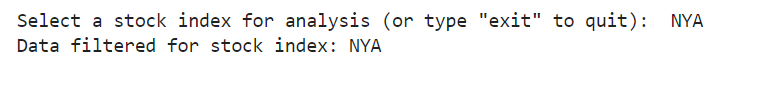 Select a stock index for analysis (or type "exit" to quit):  NYA
Data filtered for stock index: NYA